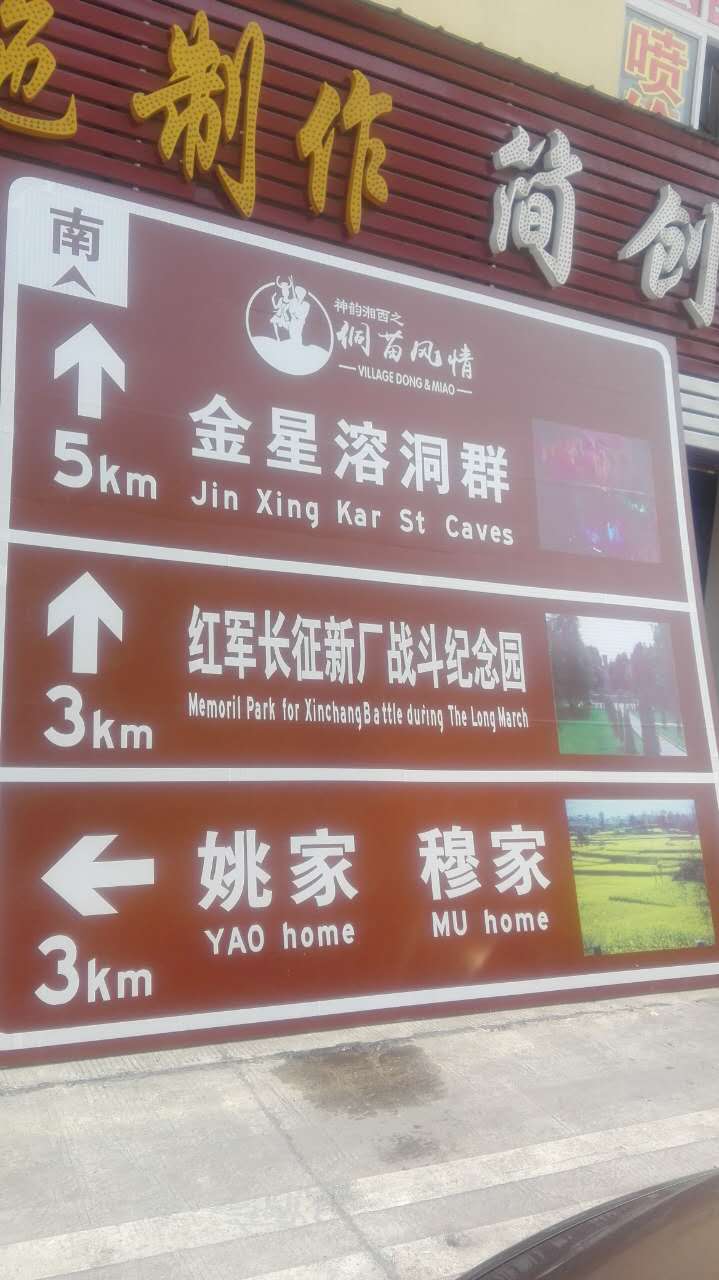 制作 简创
喷
南
神韵湘西之
侗苗风情
VILLAGE DONG & MIAO
5km
金星溶洞群
Jin Xing Kar St Caves
3km
红军长征新厂战斗纪念园
Memoril Park for XinchangBattle during The Long March
姚家 穆家
YAO home MU home
3km